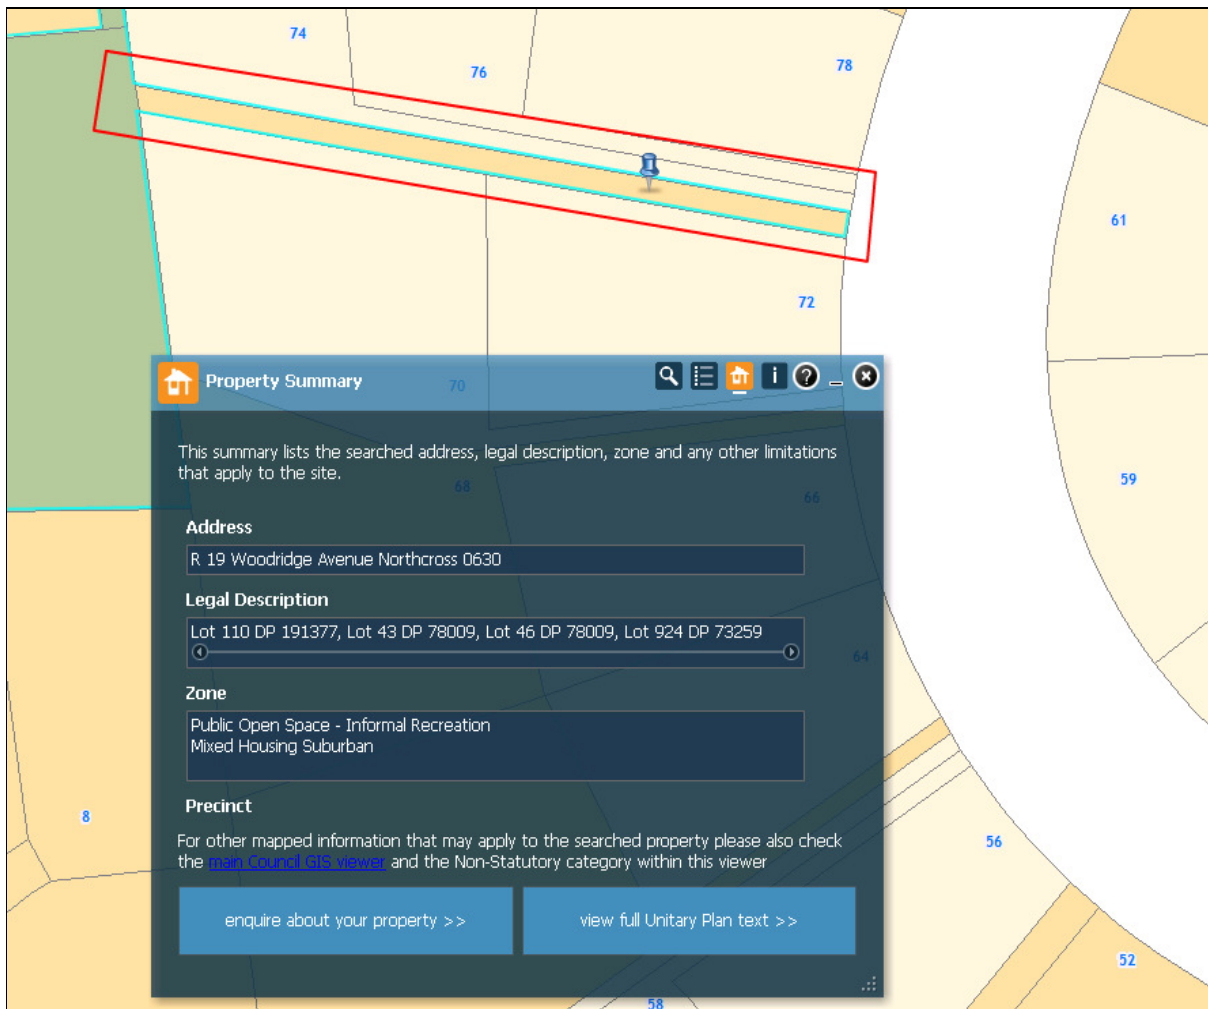 74
76
78
61
72
Property Summary
70
This summary lists the searched address, legal description, zone and any other limitations
that apply to the site.
68
66
59
Address
R 19 Woodridge Avenue Northcross 0630
Legal Description
Lot 110 DP 191377, Lot 43 DP 78009, Lot 46 DP 78009, Lot 924 DP 73259
64
Zone
Public Open Space - Informal Recreation
Mixed Housing Suburban
Precinct
8
For other mapped information that may apply to the searched property please also check
the main Council GIS viewer and the Non-Statutory category within this viewer
56
enquire about your property >>
view full Unitary Plan text >>
52
58